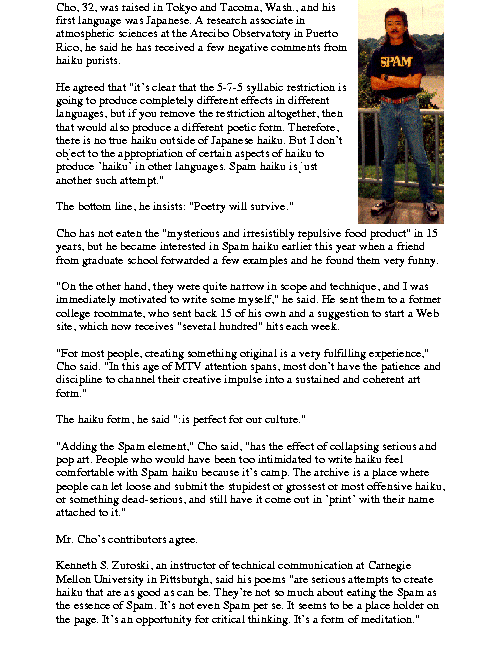 Cho, 32, was raised in Tokyo and Tacoma, Wash., and his
first language was Japanese. A research associate in
atmospheric sciences at the Arecibo Observatory in Puerto
Rico, he said he has received a few negative comments from
haiku purists.
He agreed that "it's clear that the 5-7-5 syllabic restriction is
going to produce completely different effects in different
languages, but if you remove the restriction altogether, then
that would also produce a different poetic form. Therefore,
there is no true haiku outside of Japanese haiku. But I don't
object to the appropriation of certain aspects of haiku to
produce 'haiku' in other languages. Spam haiku is just
another such attempt."
SPAM
The bottom line, he insists: "Poetry will survive."
Cho has not eaten the "mysterious and irresistibly repulsive food product" in 15
years, but he became interested in Spam haiku earlier this year when a friend
from graduate school forwarded a few examples and he found them very funny.
"On the other hand, they were quite narrow in scope and technique, and I was
immediately motivated to write some myself," he said. He sent them to a former
college roommate, who sent back 15 of his own and a suggestion to start a Web
site, which now receives "several hundred" hits each week.
"For most people, creating something original is a very fulfilling experience,"
Cho said. "In this age of MTV attention spans, most don't have the patience and
discipline to channel their creative impulse into a sustained and coherent art
form."
The haiku form, he said ":is perfect for our culture."
"Adding the Spam element," Cho said, "has the effect of collapsing serious and
pop art. People who would have been too intimidated to write haiku feel
comfortable with Spam haiku because it's camp. The archive is a place where
people can let loose and submit the stupidest or grossest or most offensive haiku,
or something dead-serious, and still have it come out in 'print' with their name
attached to it."
Mr. Cho's contributors agree.
Kenneth S. Zuroski, an instructor of technical communication at Carnegie
Mellon University in Pittsburgh, said his poems "are serious attempts to create
haiku that are as good as can be. They're not so much about eating the Spam as
the essence of Spam. It's not even Spam per se. It seems to be a place holder on
the page. It's an opportunity for critical thinking. It's a form of meditation."